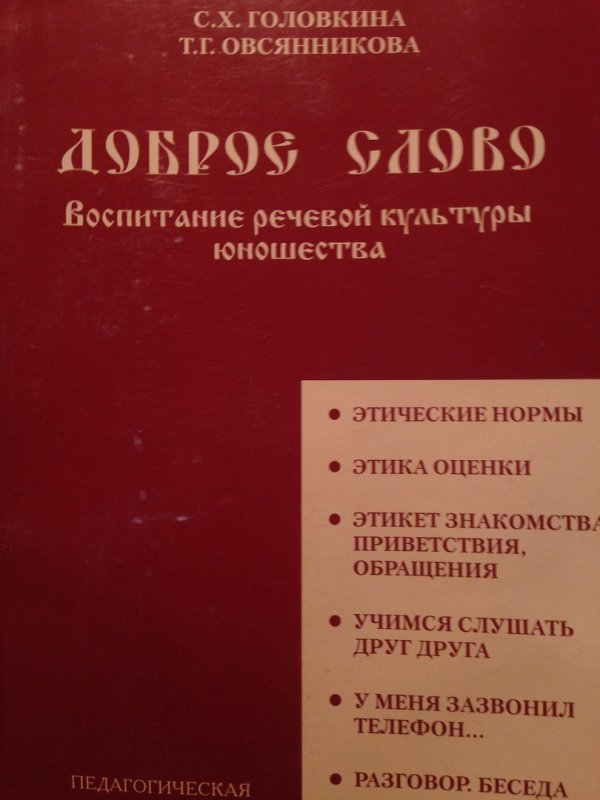 С.Х. ГОЛОВКИНА
Т.Г. ОВСЯННИКОВА
ДОБРОЕ СЛОВО
Воспитание речевой культуры
юношества
• ЭТИЧЕСКИЕ НОРМЫ
• ЭТИКА ОЦЕНКИ
• ЭТИКЕТ ЗНАКОМСТВА
ПРИВЕТСТВИЯ,
ОБРАЩЕНИЯ
• УЧИМСЯ СЛУШАТЬ
ДРУГ ДРУГА
• У МЕНЯ ЗАЗВОНИЛ
ТЕЛЕФОН...
• РАЗГОВОР. БЕСЕДА
ПЕДАГОГИЧЕСКАЯ